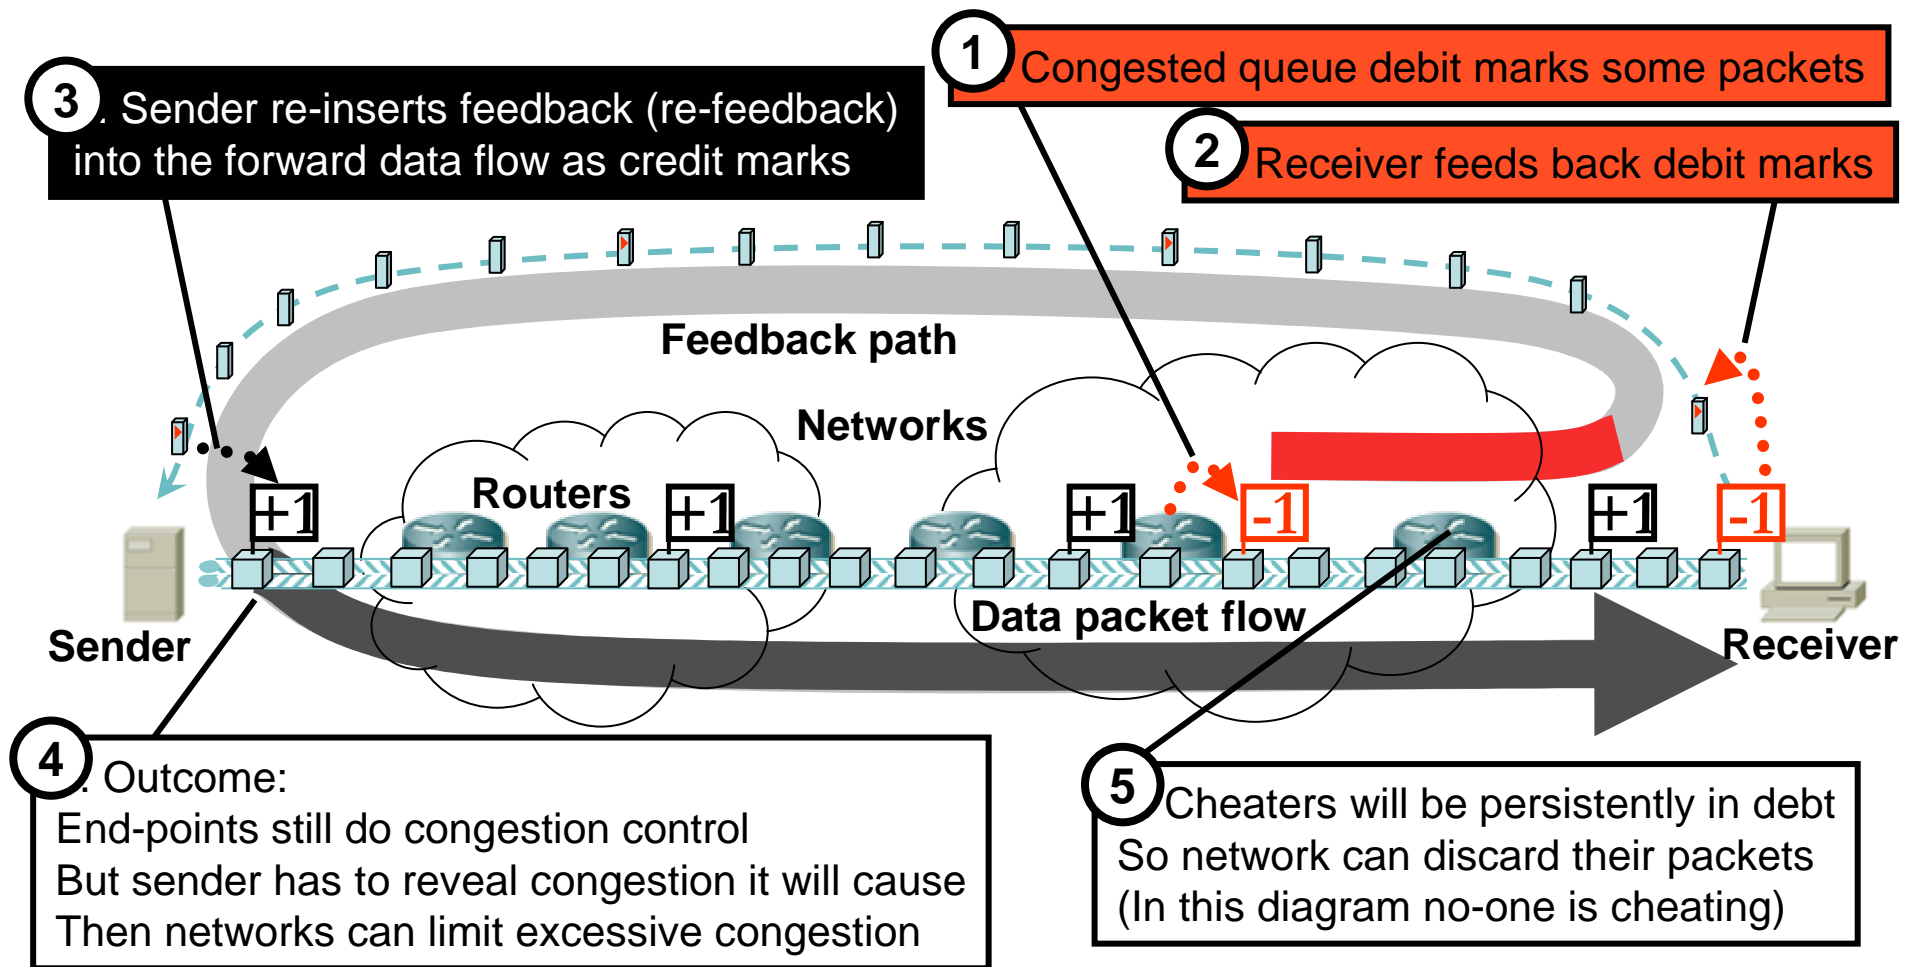 1
. Congested queue debit marks some packets
3
. Sender re-inserts feedback (re-feedback)
into the forward data flow as credit marks
2
Receiver feeds back debit marks
Feedback path
Networks
Routers
+1
+1
+1
-1
+1
-1
Data packet flow
Sender
Receiver
4
. Outcome:
End-points still do congestion control
But sender has to reveal congestion it will cause
Then networks can limit excessive congestion
5
Cheaters will be persistently in debt
So network can discard their packets
(In this diagram no-one is cheating)